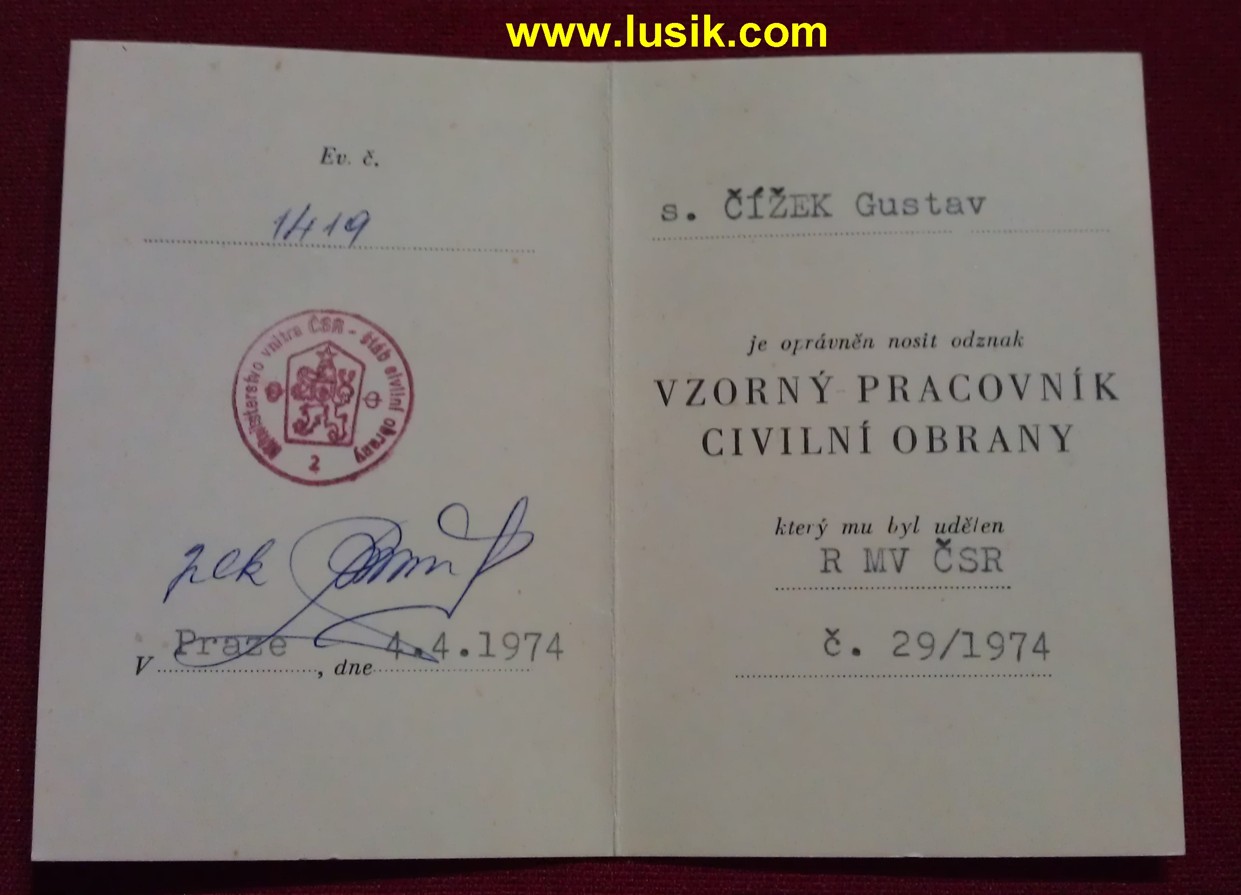 www.lusik.com
Ev. č.
1419
Ministerstvo vnitra ČSR - štáb civilní obrany
2
V Praze, dne 4.4.1974
s. ČÍŽEK Gustav
je oprávněn nosit odznak
VZORNÝ PRACOVNÍK
CIVILNÍ OBRANY
který mu byl udělen
R MV ČSR
č. 29/1974